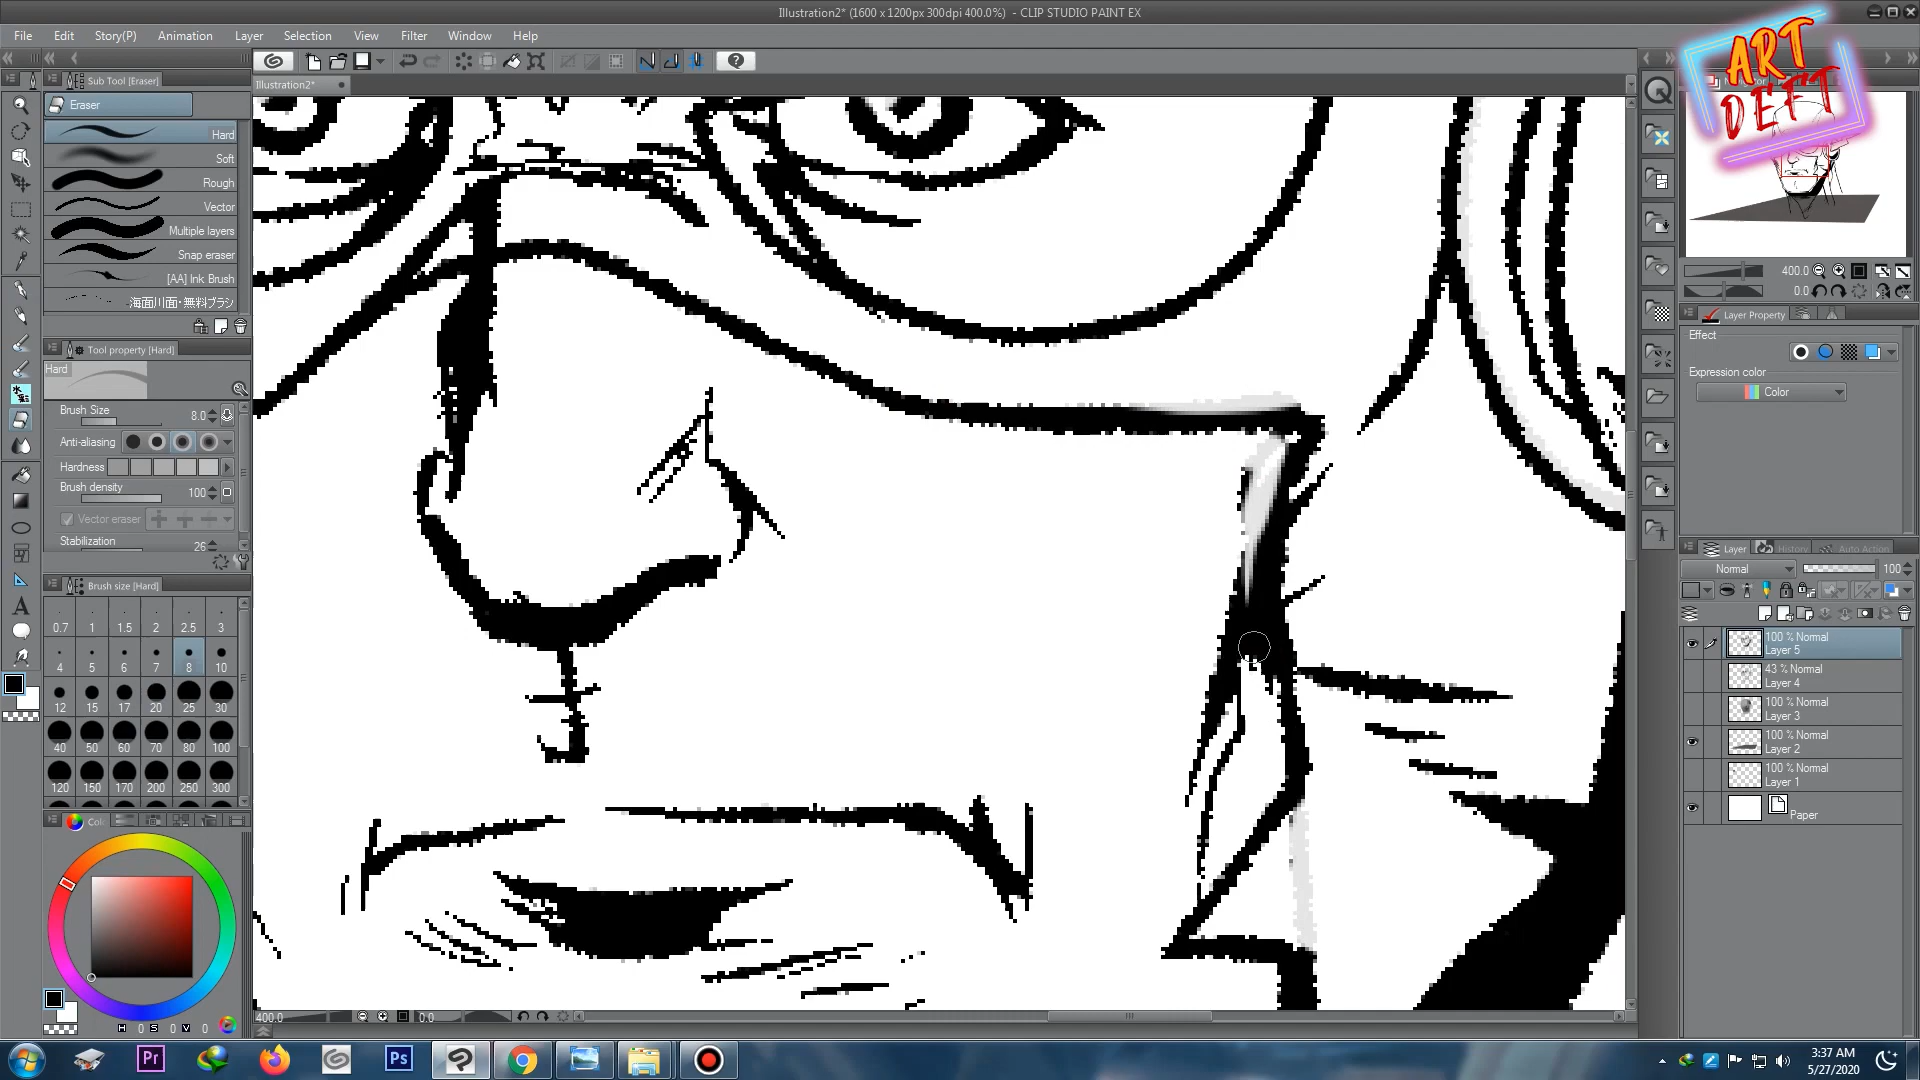 Illustration2* (1600 x 1200px 300dpi 400.0%) - CLIP STUDIO PAINT EX
File Edit Story(P) Animation Layer Selection View Filter Window Help
ART
DEFT
Sub Tool [Eraser]
Illustration2*
Eraser
Hard
Soft
Rough
Vector
Multiple layers
Snap eraser
[AA] Ink Brush
海面川面・無料ブラシ
Tool property [Hard]
Hard
Brush Size 8.0
Anti-aliasing
Hardness
Brush density 100
Vector eraser
Stabilization 26
Brush size [Hard]
0.7 1 1.5 2 2.5 3
4 5 6 7 8 10
12 15 17 20 25 30
40 50 60 70 80 100
120 150 170 200 250 300
H 0 S 0 V 0
400.0 0.0
400.0
0.0
Layer Property
Effect
Expression color
Color
Layer History Auto Action
Normal 100
100 % Normal
Layer 5
43 % Normal
Layer 4
100 % Normal
Layer 3
100 % Normal
Layer 2
100 % Normal
Layer 1
Paper
Pr
Ps
3:37 AM
5/27/2020